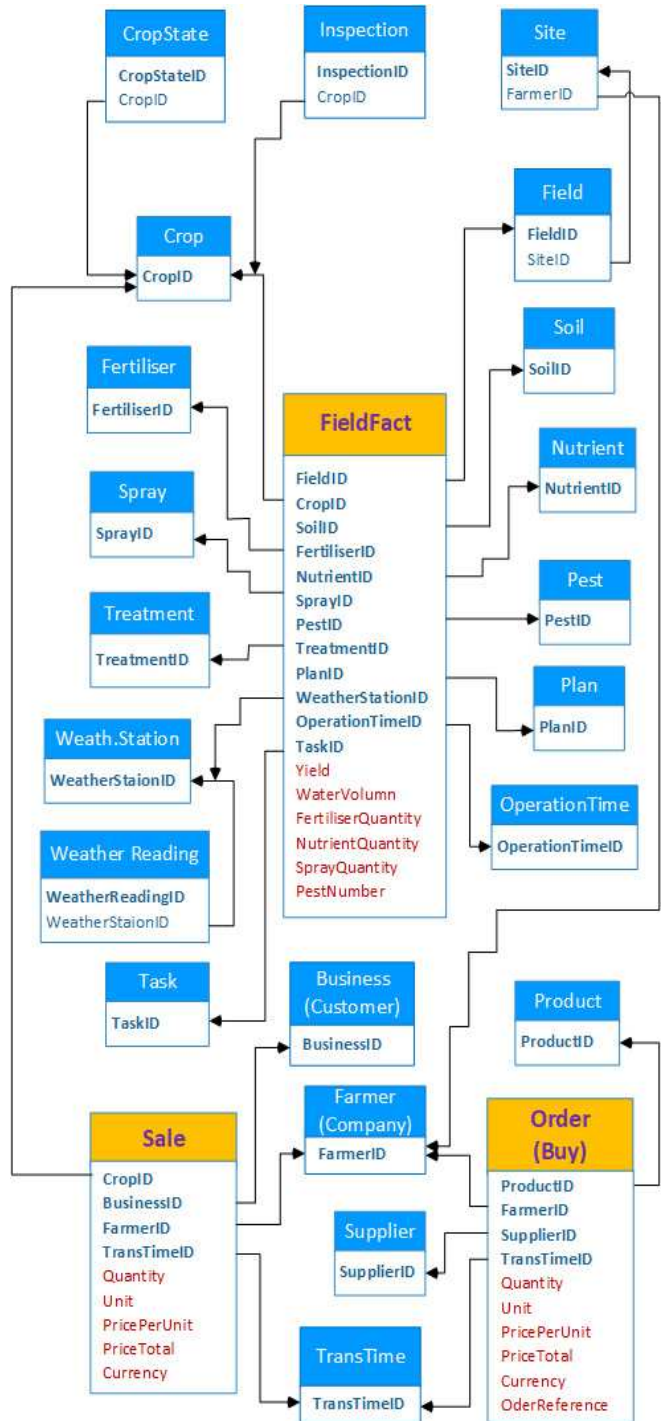 CropState
CropStateID
CropID
Inspection
InspectionID
CropID
Site
SiteID
FarmerID
Field
FieldID
SiteID
Crop
CropID
Soil
SoilID
Fertiliser
FertiliserID
FieldFact
FieldID
CropID
SoilID
FertiliserID
NutrientID
SprayID
PestID
TreatmentID
PlanID
WeatherStationID
OperationTimeID
TaskID
Yield
WaterVolumn
FertiliserQuantity
NutrientQuantity
SprayQuantity
PestNumber
Nutrient
NutrientID
Spray
SprayID
Pest
PestID
Treatment
TreatmentID
Plan
PlanID
Weath.Station
WeatherStaionID
OperationTime
OperationTimeID
Weather Reading
WeatherReadingID
WeatherStaionID
Task
TaskID
Business
(Customer)
BusinessID
Product
ProductID
Farmer
(Company)
FarmerID
Sale
CropID
BusinessID
FarmerID
TransTimeID
Quantity
Unit
PricePerUnit
PriceTotal
Currency
Order
(Buy)
ProductID
FarmerID
SupplierID
TransTimeID
Quantity
Unit
PricePerUnit
PriceTotal
Currency
OderReference
Supplier
SupplierID
TransTime
TransTimeID